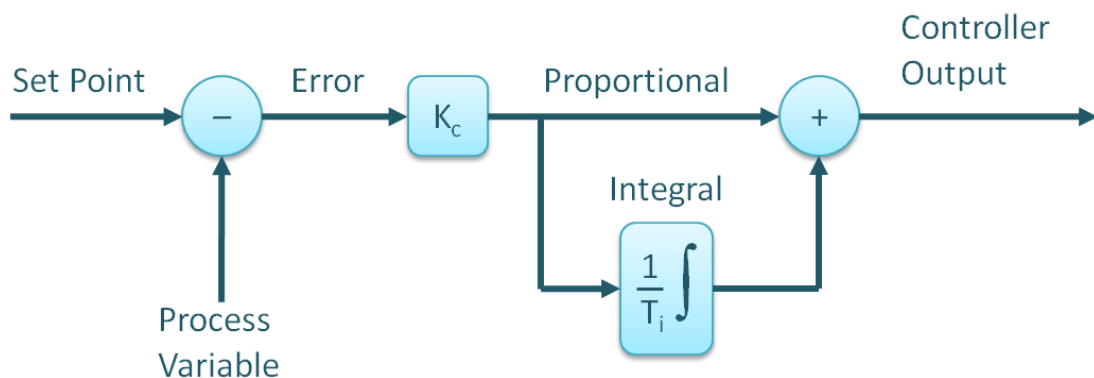 Controller
Output
Set Point
Error
Proportional
−
K_c
+
Integral
1
T_i
∫
Process
Variable